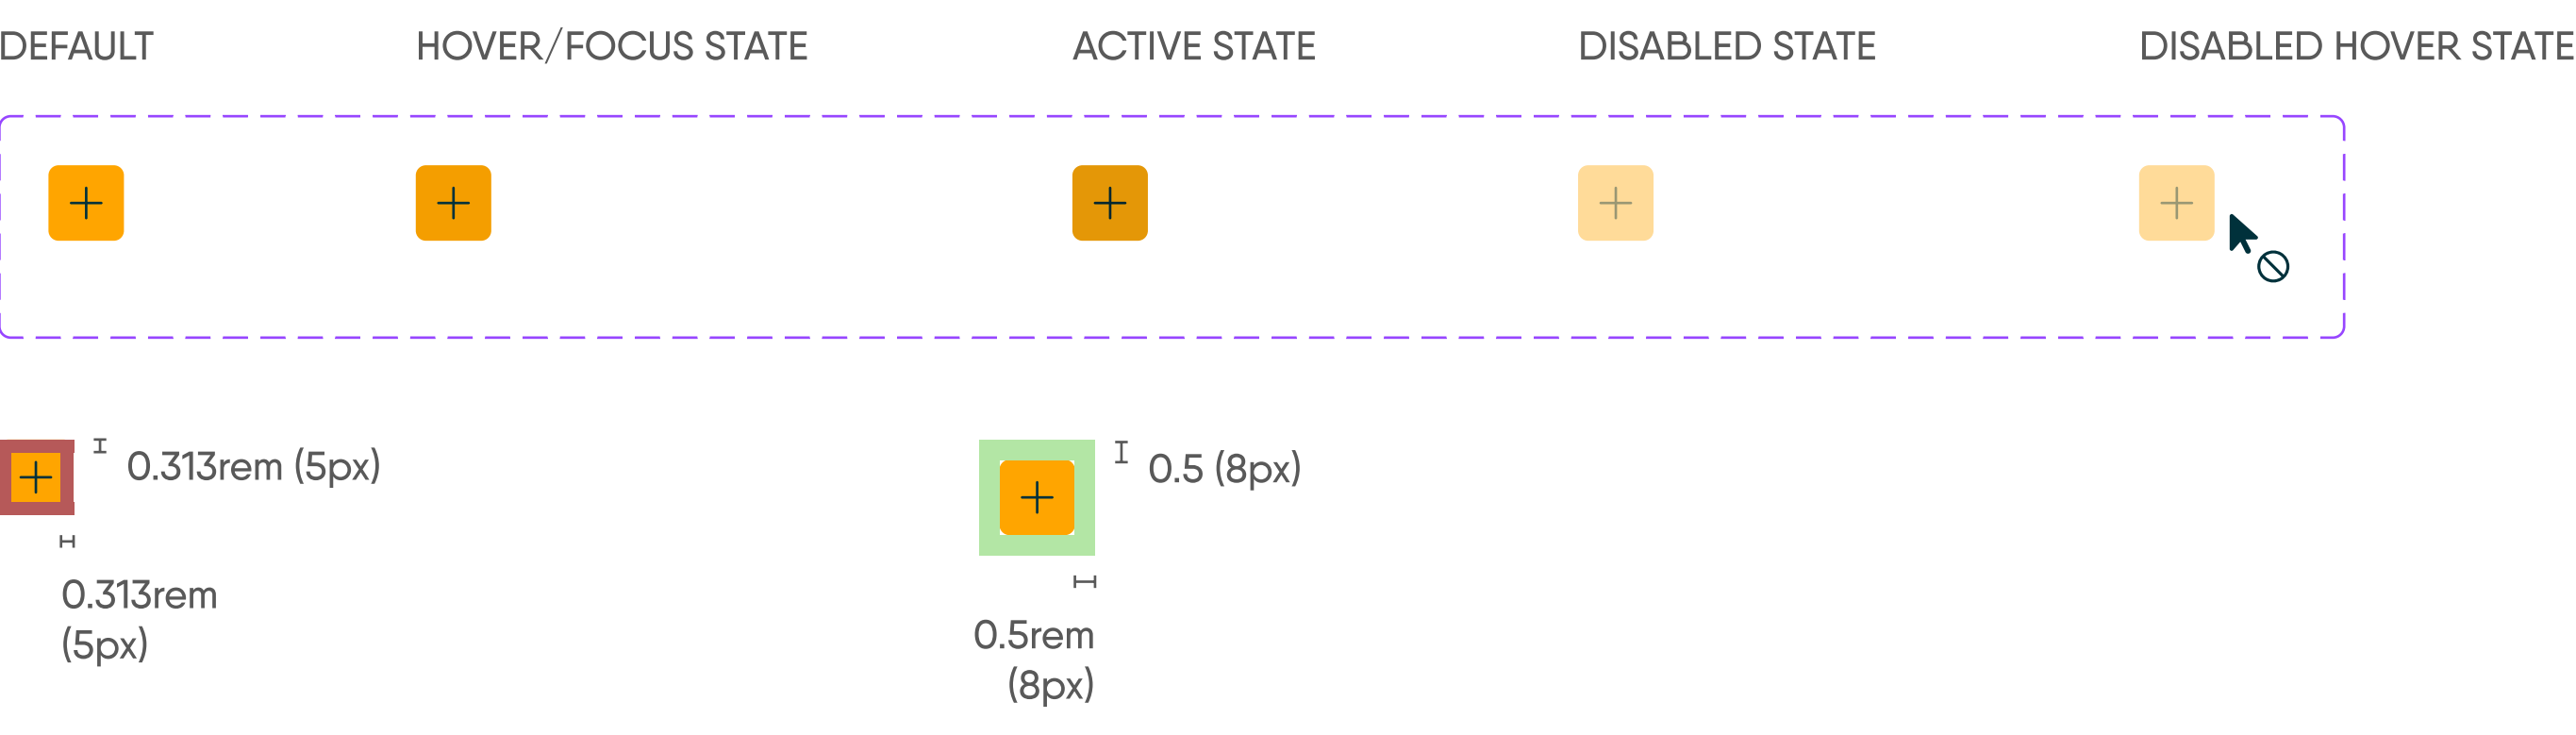 DEFAULT
HOVER/FOCUS STATE
ACTIVE STATE
DISABLED STATE
DISABLED HOVER STATE
0.313rem (5px)
0.5 (8px)
0.313rem
(5px)
0.5rem
(8px)